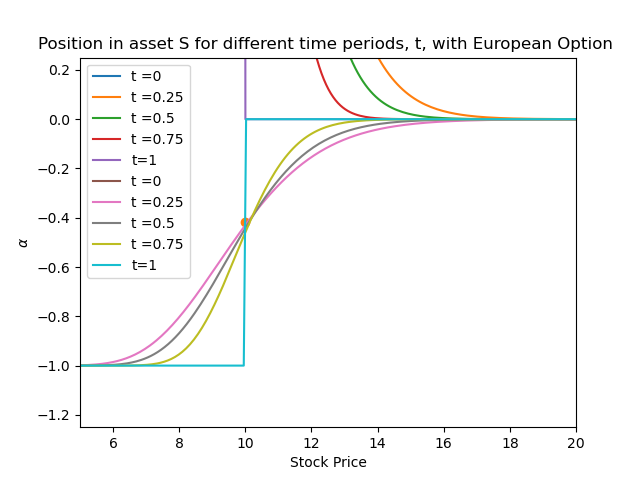 Position in asset S for different time periods, t, with European Option
t =0
t =0.25
t =0.5
t =0.75
t=1
t =0
t =0.25
t =0.5
t =0.75
t=1
0.2
0.0
−0.2
−0.4
−0.6
−0.8
−1.0
−1.2
α
6 8 10 12 14 16 18 20
Stock Price